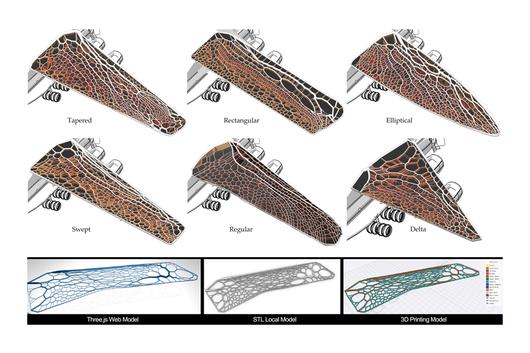 Tapered
Rectangular
Elliptical
Swept
Regular
Delta
Three.js Web Model
STL Local Model
3D Printing Model